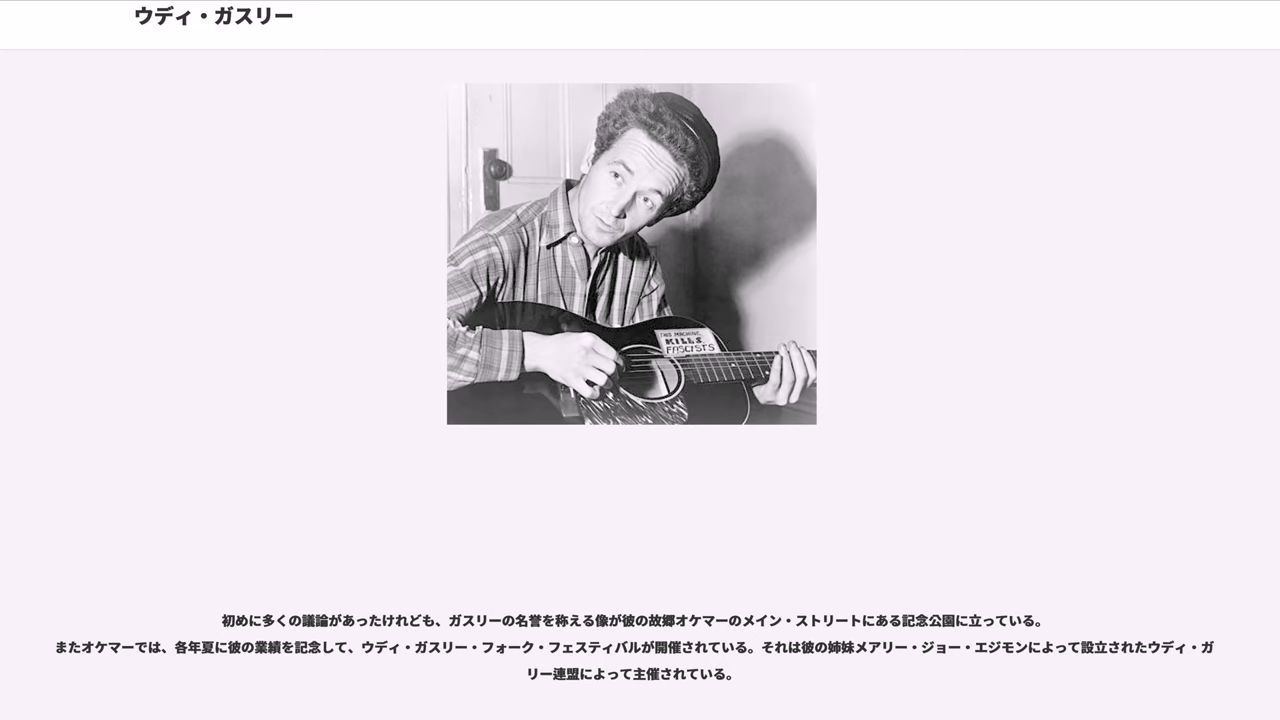 ウディ・ガスリー
THIS MACHINE
KILLS
FASCISTS
初めに多くの議論があったけれども、ガスリーの名誉を称える像が彼の故郷オケマーのメイン・ストリートにある記念公園に立っている。
またオケマーでは、各年夏に彼の業績を記念して、ウディ・ガスリー・フォーク・フェスティバルが開催されている。それは彼の姉妹メアリー・ジョー・エジモンによって設立されたウディ・ガ
リー連盟によって主催されている。